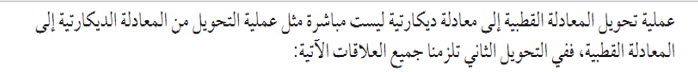 عملية تحويل المعادلة القطبية إلى معادلة ديكارتية ليست مباشرة مثل عملية التحويل من المعادلة الديكارتية إلى
المعادلة القطبية، ففي التحويل الثاني تلزمنا جميع العلاقات الآتية: